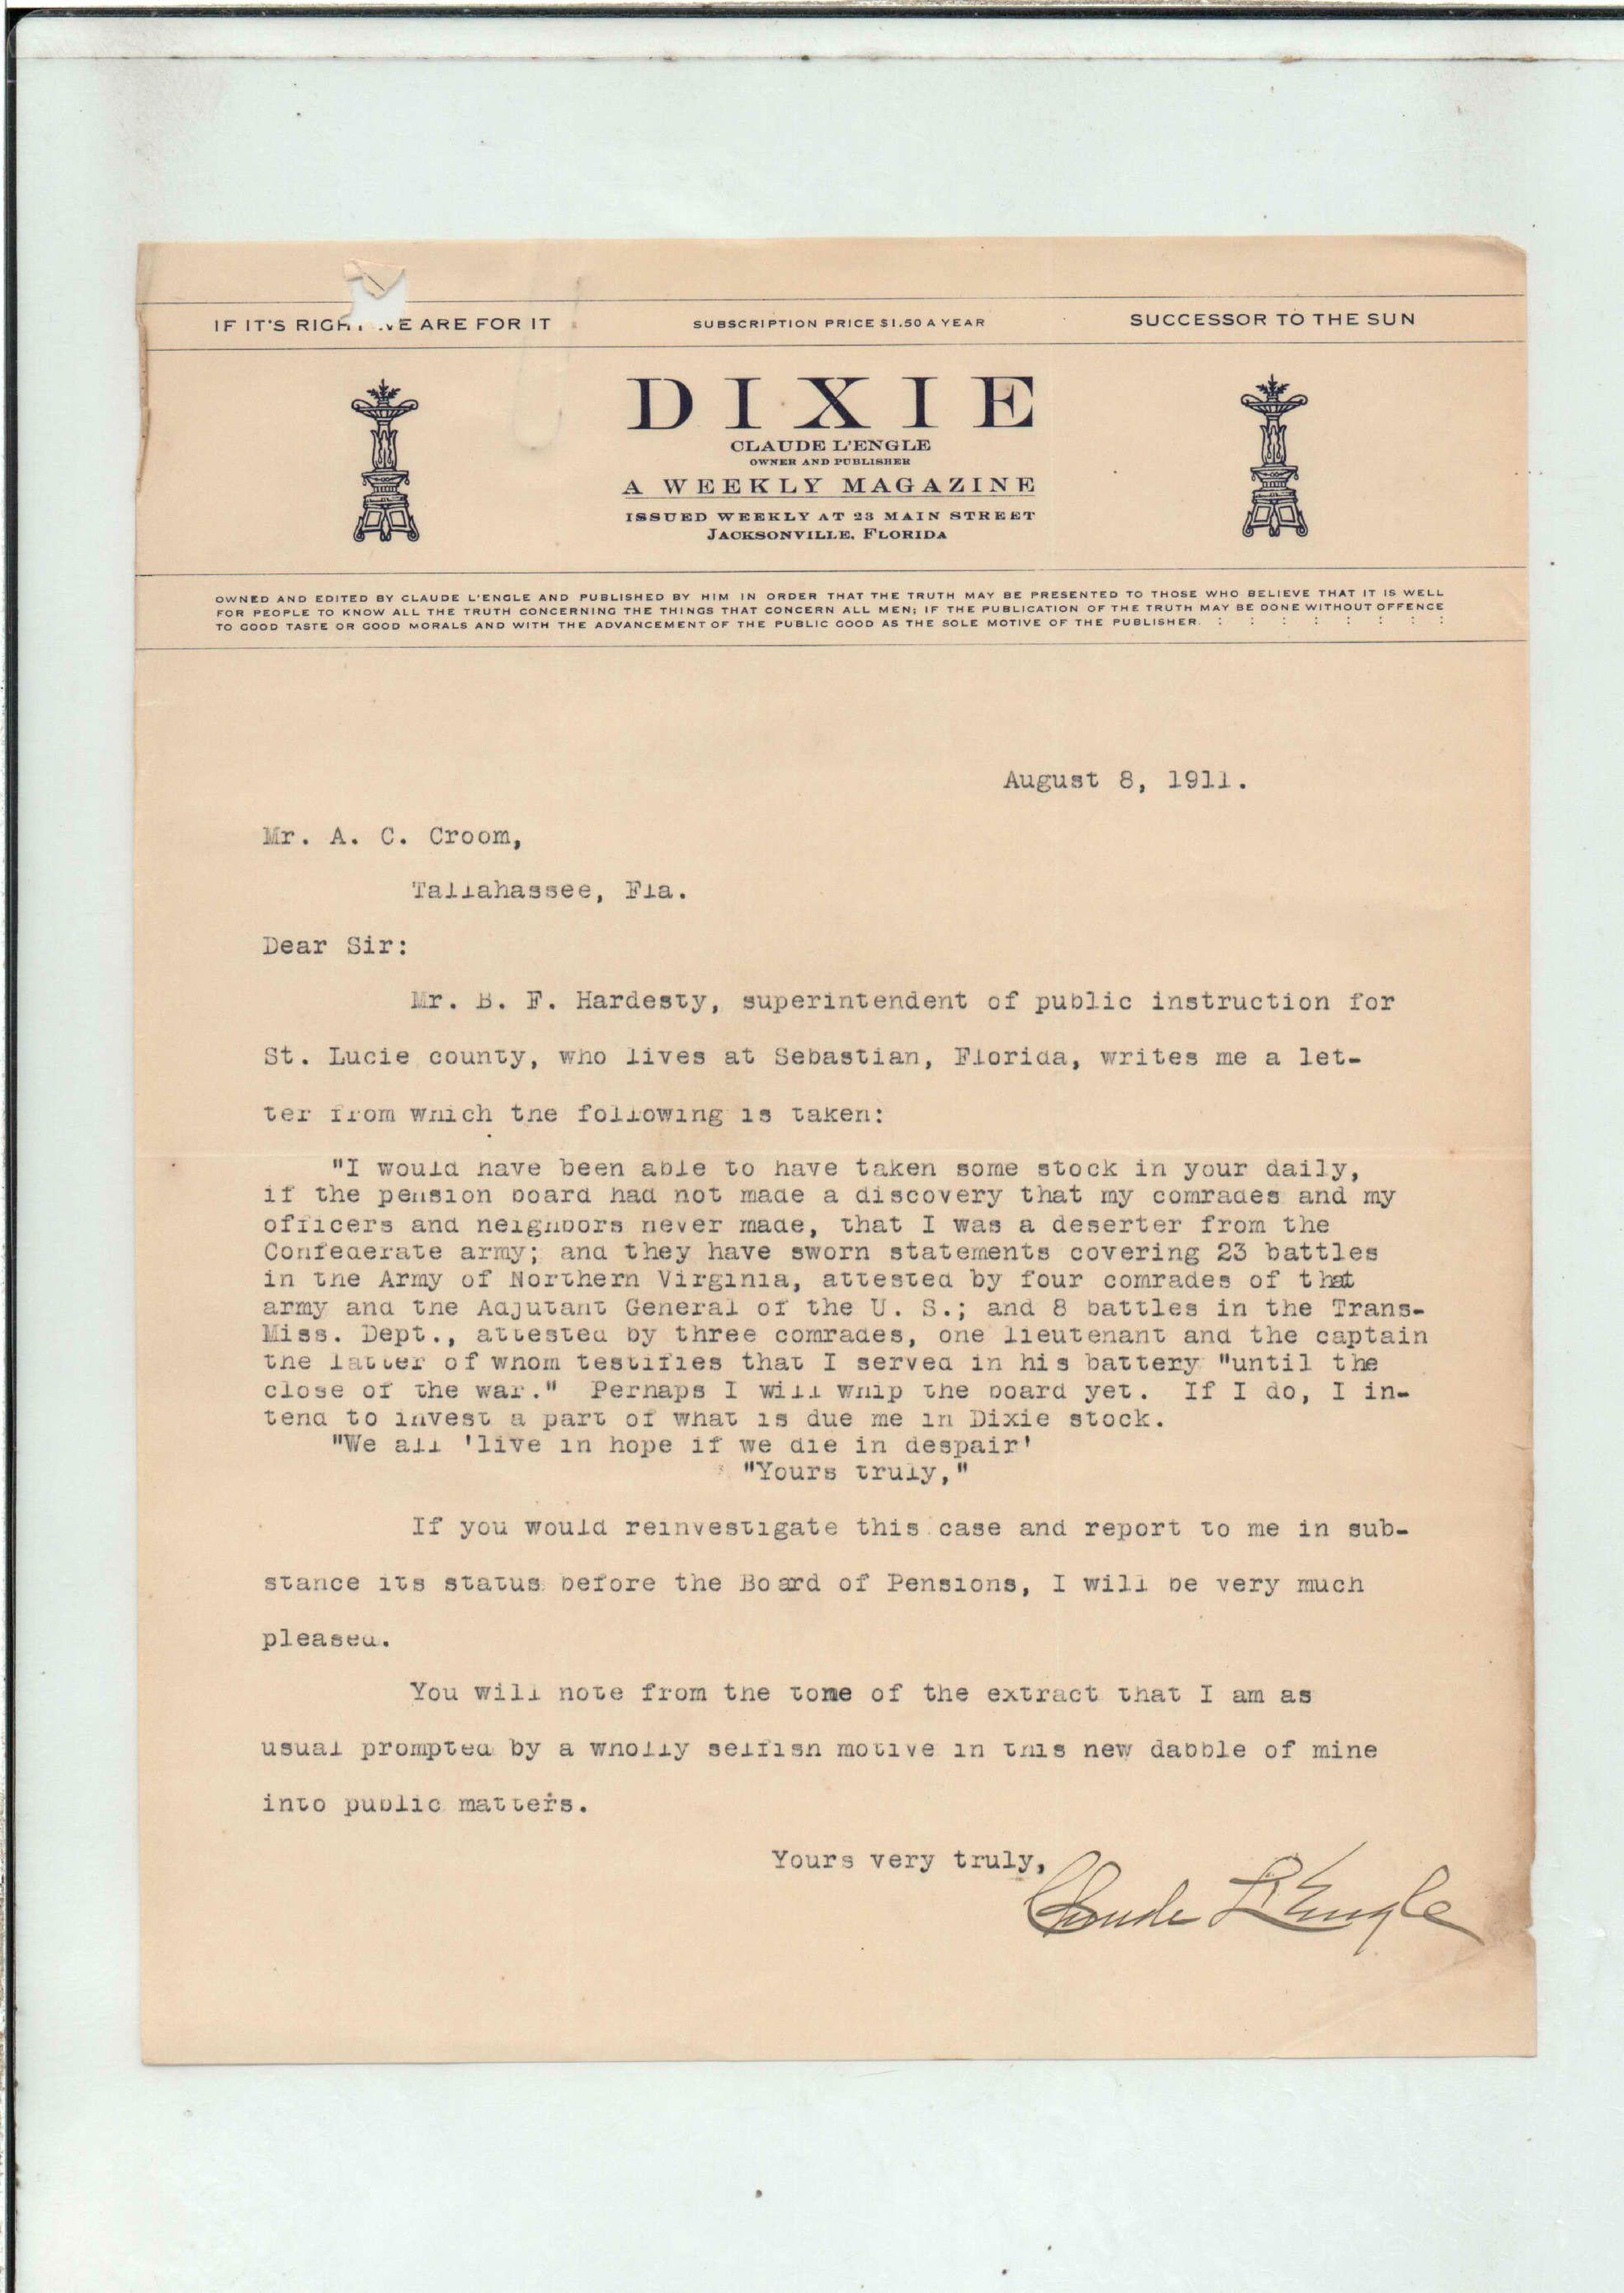 IF IT'S RIGHT WE ARE FOR IT
SUBSCRIPTION PRICE $1.50 A YEAR
SUCCESSOR TO THE SUN
DIXIE
CLAUDE L'ENGLE
OWNER AND PUBLISHER
A WEEKLY MAGAZINE
ISSUED WEEKLY AT 23 MAIN STREET
JACKSONVILLE, FLORIDA
OWNED AND EDITED BY CLAUDE L'ENGLE AND PUBLISHED BY HIM IN ORDER THAT THE TRUTH MAY BE PRESENTED TO THOSE WHO BELIEVE THAT IT IS WELL
FOR PEOPLE TO KNOW ALL THE TRUTH CONCERNING THE THINGS THAT CONCERN ALL MEN; IF THE PUBLICATION OF THE TRUTH MAY BE DONE WITHOUT OFFENCE
TO GOOD TASTE OR GOOD MORALS AND WITH THE ADVANCEMENT OF THE PUBLIC GOOD AS THE SOLE MOTIVE OF THE PUBLISHER. : : : : : : : :
August 8, 1911.
Mr. A. C. Croom,
Tallahassee, Fla.
Dear Sir:
Mr. B. F. Hardesty, superintendent of public instruction for
St. Lucie county, who lives at Sebastian, Florida, writes me a let-
ter from which the following is taken:
"I would have been able to have taken some stock in your daily,
if the pension board had not made a discovery that my comrades and my
officers and neighbors never made, that I was a deserter from the
Confederate army; and they have sworn statements covering 23 battles
in the Army of Northern Virginia, attested by four comrades of that
army and the Adjutant General of the U. S.; and 8 battles in the Trans-
Miss. Dept., attested by three comrades, one lieutenant and the captain
the latter of whom testifies that I served in his battery "until the
close of the war." Perhaps I will whip the board yet. If I do, I in-
tend to invest a part of what is due me in Dixie stock.
"We all 'live in hope if we die in despair'
"Yours truly,"
If you would reinvestigate this case and report to me in sub-
stance its status before the Board of Pensions, I will be very much
pleased.
You will note from the tone of the extract that I am as
usual prompted by a wholly selfish motive in this new dabble of mine
into public matters.
Yours very truly,
Claude L'Engle